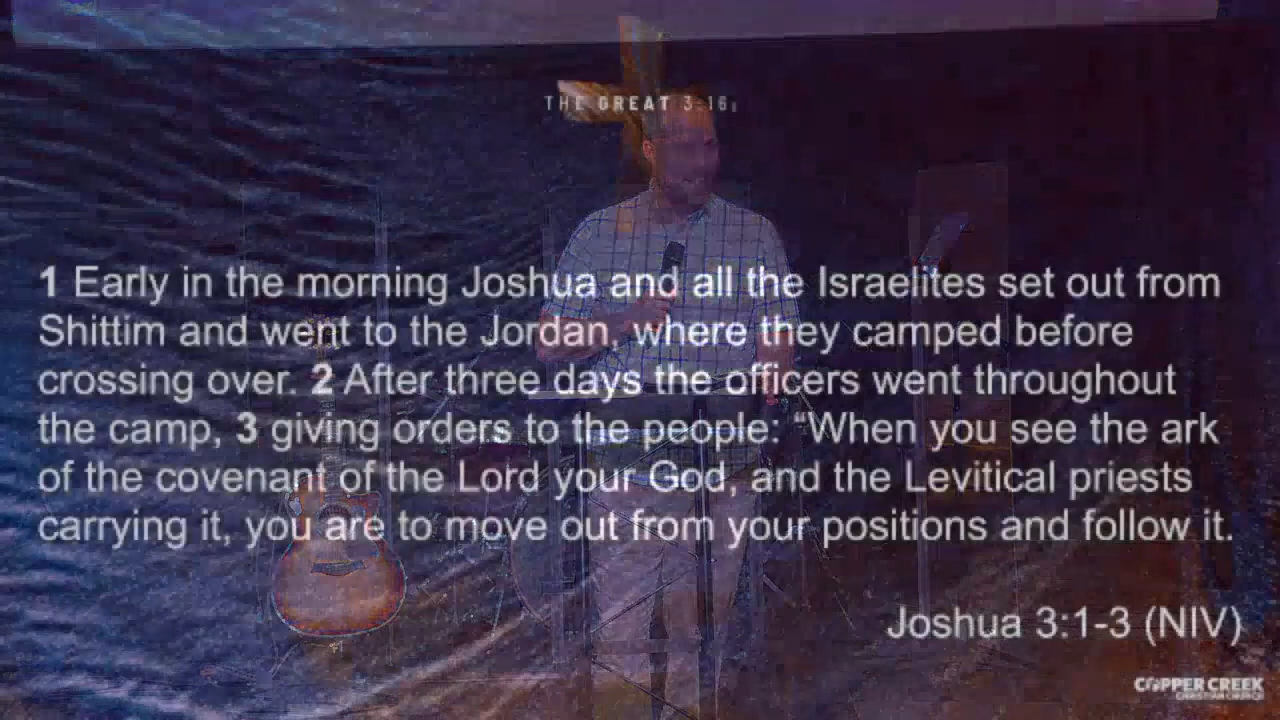 THE GREAT 3-16s
1 Early in the morning Joshua and all the Israelites set out from
Shittim and went to the Jordan, where they camped before
crossing over. 2 After three days the officers went throughout
the camp, 3 giving orders to the people: “When you see the ark
of the covenant of the Lord your God, and the Levitical priests
carrying it, you are to move out from your positions and follow it.
Joshua 3:1-3 (NIV)
COPPER CREEK
CHRISTIAN CHURCH